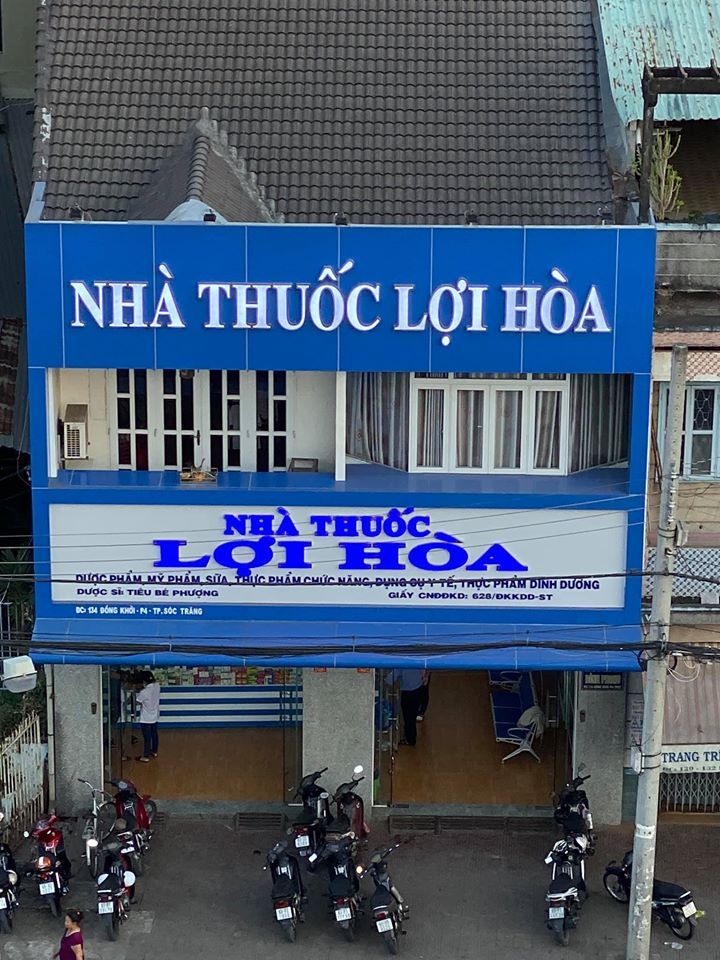 NHÀ THUỐC LỢI HÒA
NHÀ THUỐC
LỢI HÒA
DƯỢC PHẨM, MỸ PHẨM, SỮA, THỰC PHẨM CHỨC NĂNG, DỤNG CỤ Y TẾ, THỰC PHẨM DINH DƯƠNG
DƯỢC SĨ: TIÊU BÉ PHƯỢNG
GIẤY CNĐĐKD: 628/ĐKKDD-ST
ĐC: 134 ĐỒNG KHỞI - P4 - TP.SÓC TRĂNG
TRANG TRÍ